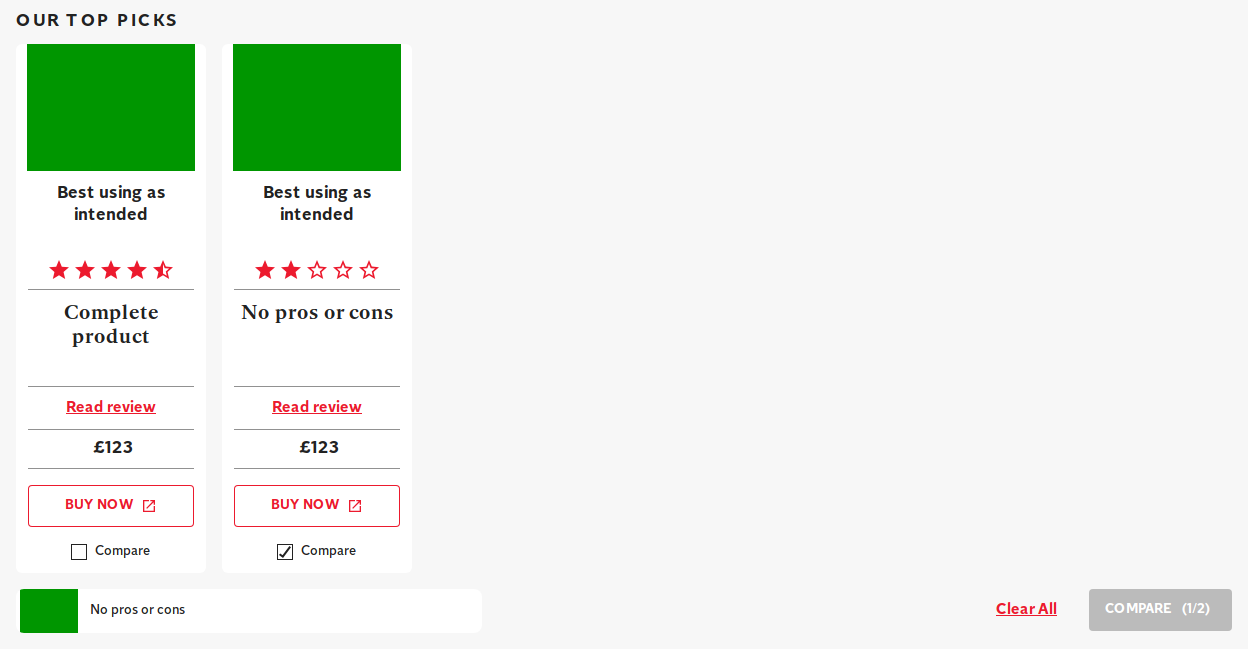 OUR TOP PICKS
Best using as
intended
Complete
product
Read review
£123
BUY NOW
Compare
Best using as
intended
No pros or cons
Read review
£123
BUY NOW
Compare
No pros or cons
Clear All
COMPARE (1/2)